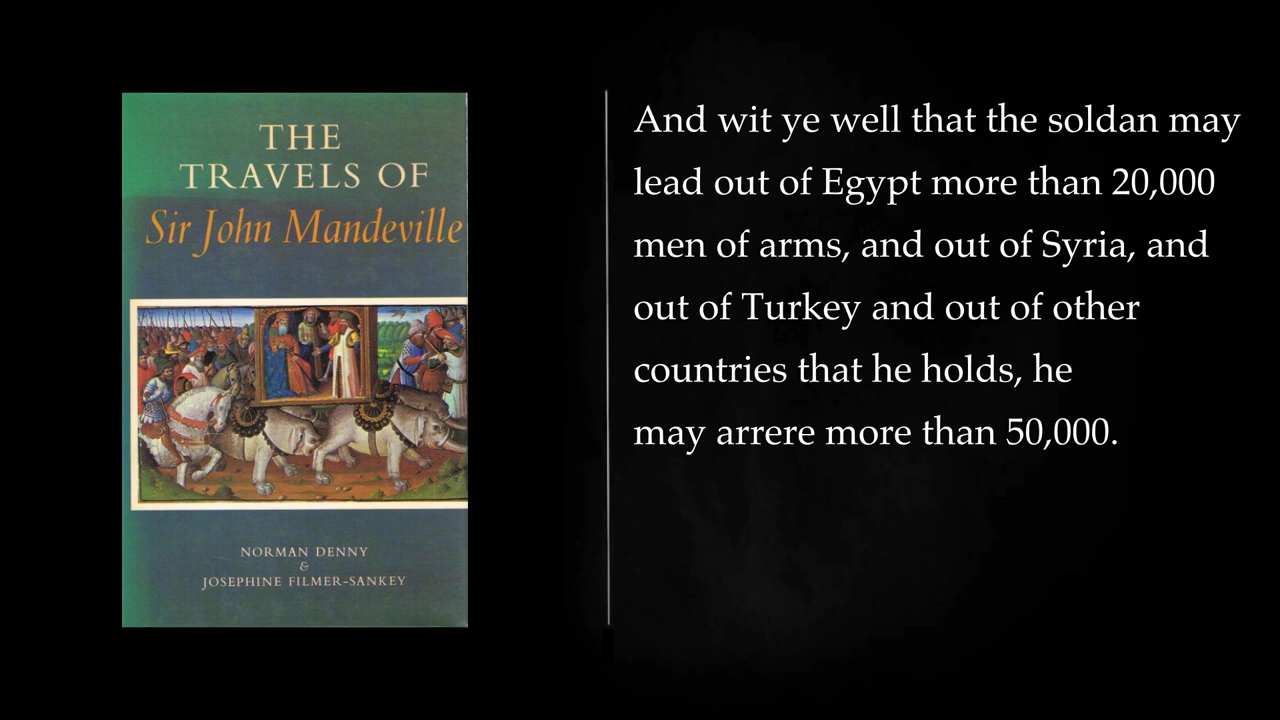 THE
TRAVELS OF
Sir John Mandeville
NORMAN DENNY
&
JOSEPHINE FILMER-SANKEY
And wit ye well that the soldan may
lead out of Egypt more than 20,000
men of arms, and out of Syria, and
out of Turkey and out of other
countries that he holds, he
may arrere more than 50,000.